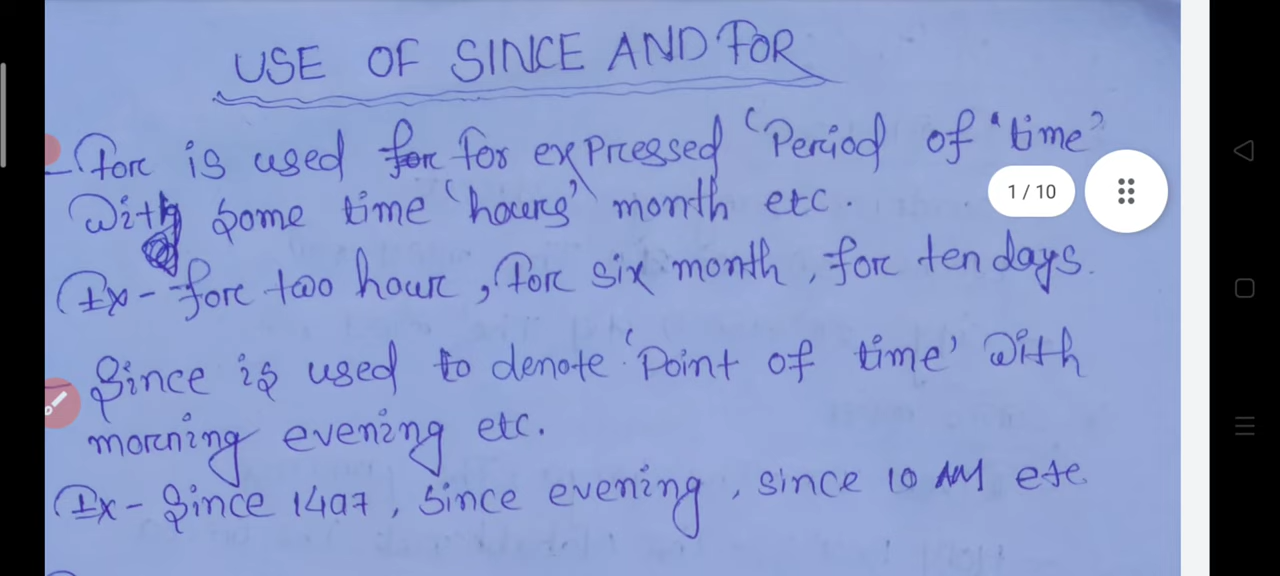 USE OF SINCE AND FOR
For is used for expressed 'Period of 'time'
With some time 'hours' month etc.
1 / 10
Ex - for two hour, For six month, for ten days.
Since is used to denote 'Point of time' With
morning evening etc.
Ex - Since 1497, Since evening, since 10 AM etc